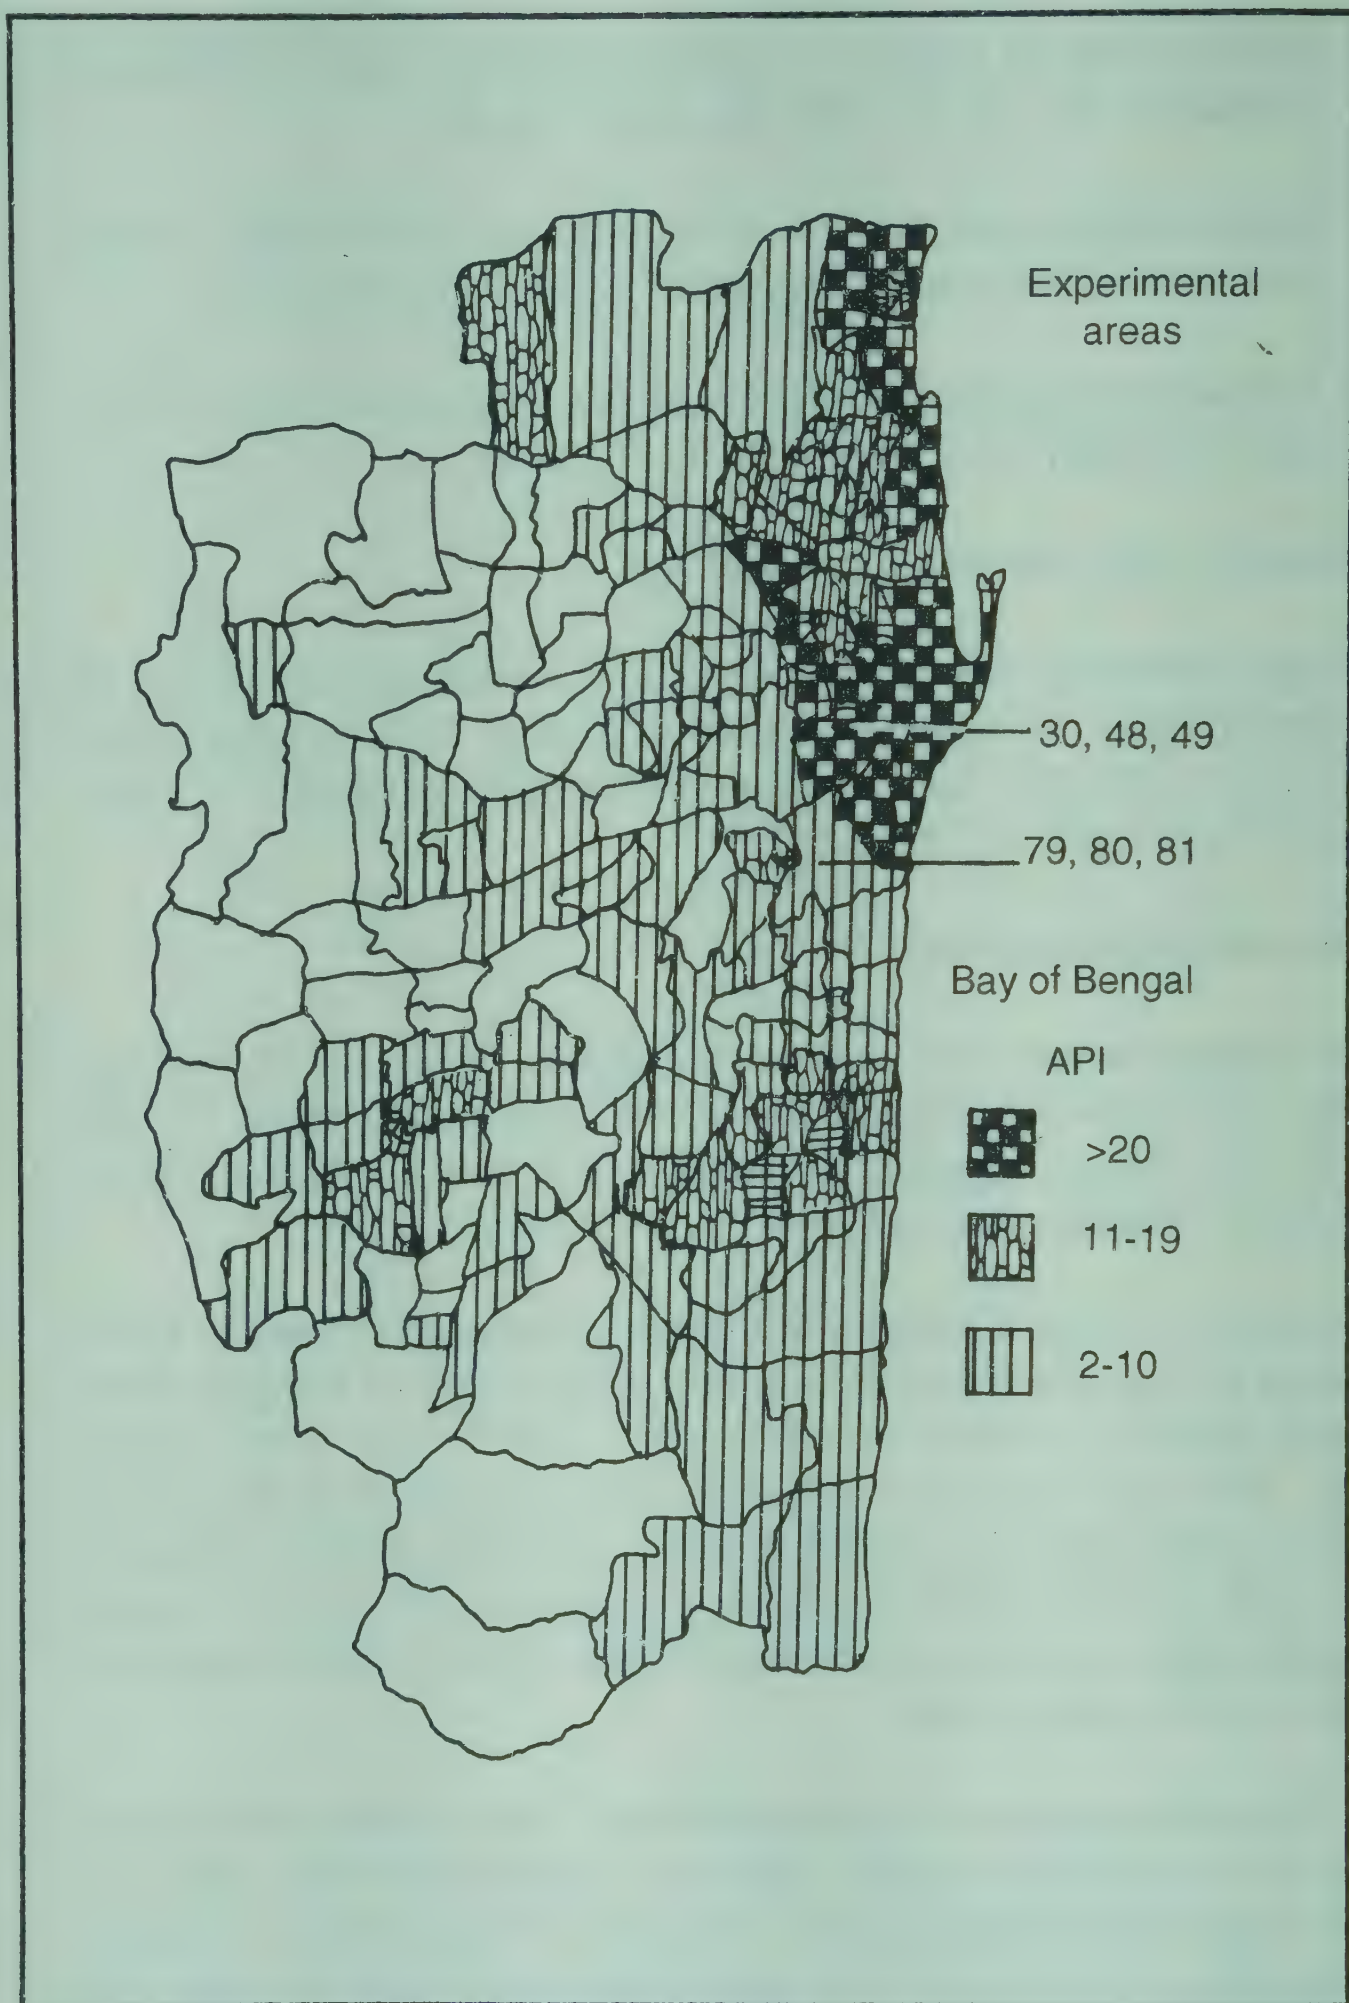 Experimental
areas
30, 48, 49
79, 80, 81
Bay of Bengal
API
>20
11-19
2-10